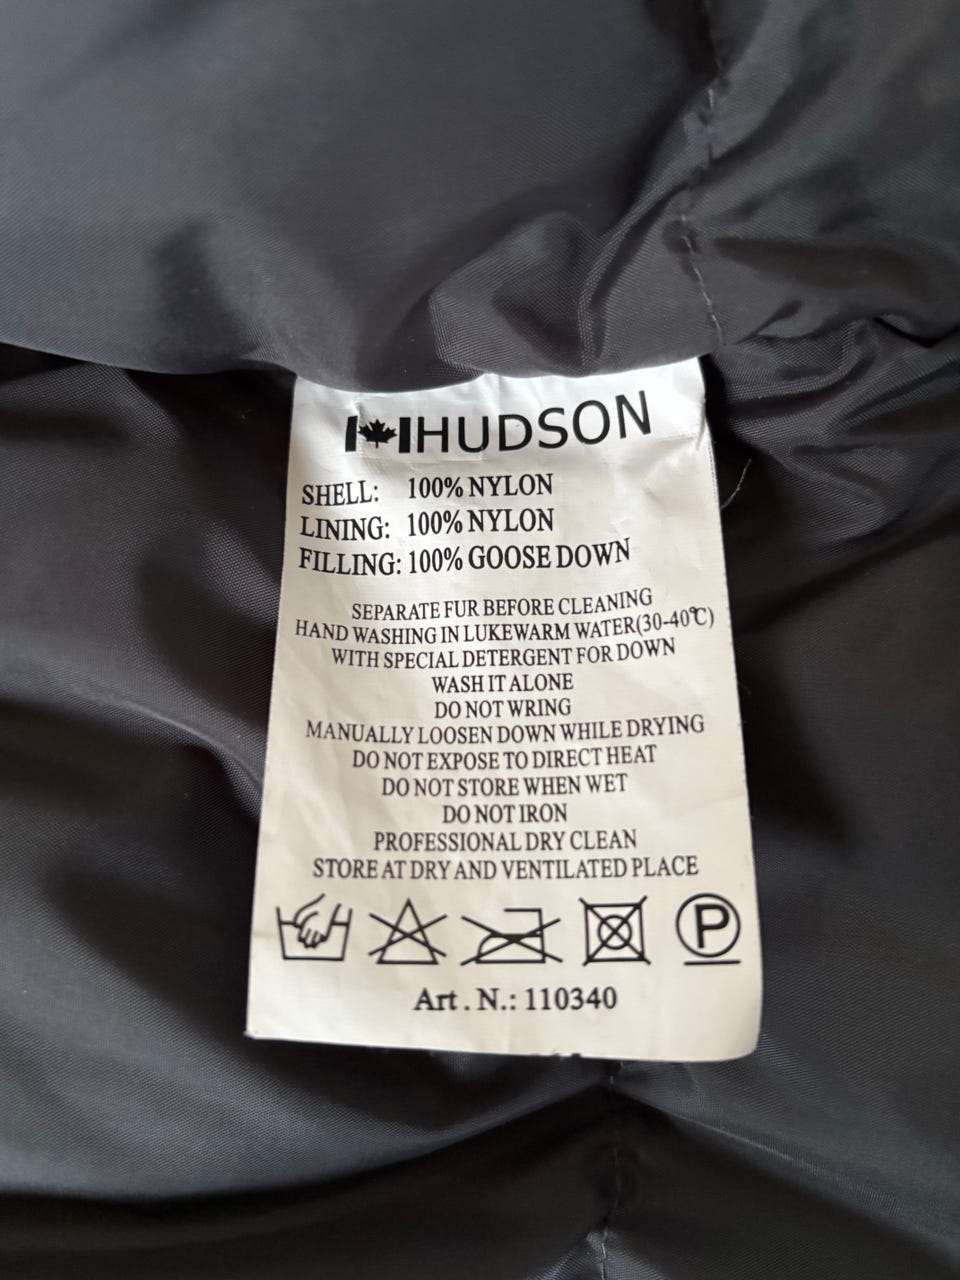 HUDSON
SHELL: 100% NYLON
LINING: 100% NYLON
FILLING: 100% GOOSE DOWN
SEPARATE FUR BEFORE CLEANING
HAND WASHING IN LUKEWARM WATER(30-40℃)
WITH SPECIAL DETERGENT FOR DOWN
WASH IT ALONE
DO NOT WRING
MANUALLY LOOSEN DOWN WHILE DRYING
DO NOT EXPOSE TO DIRECT HEAT
DO NOT STORE WHEN WET
DO NOT IRON
PROFESSIONAL DRY CLEAN
STORE AT DRY AND VENTILATED PLACE
P
Art . N.: 110340